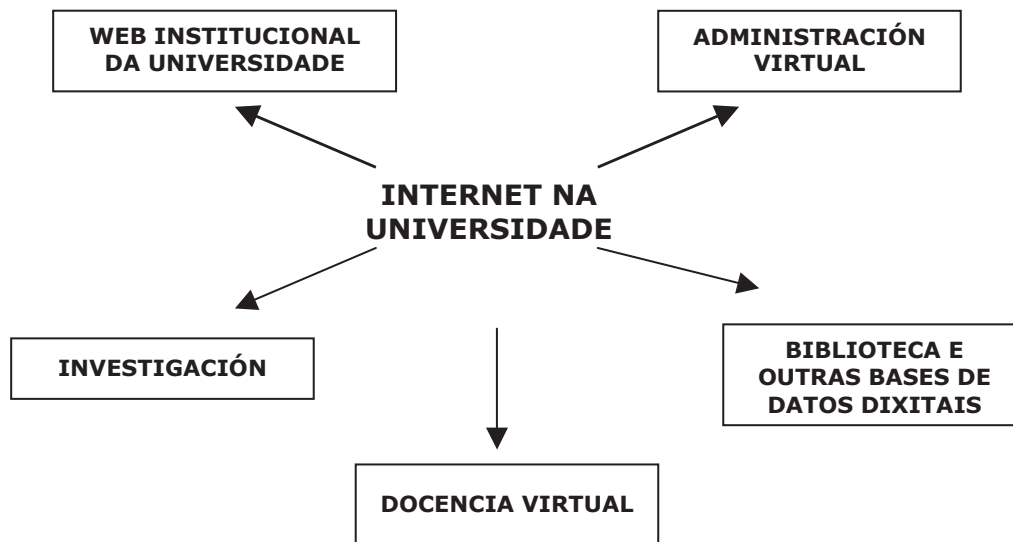 WEB INSTITUCIONAL
DA UNIVERSIDADE
ADMINISTRACIÓN
VIRTUAL
INTERNET NA
UNIVERSIDADE
INVESTIGACIÓN
BIBLIOTECA E
OUTRAS BASES DE
DATOS DIXITAIS
DOCENCIA VIRTUAL